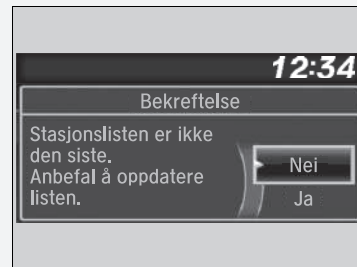 12:34
Bekreftelse
Stasjonslisten er ikke
den siste.
Anbefal å oppdatere
listen.
Nei
Ja